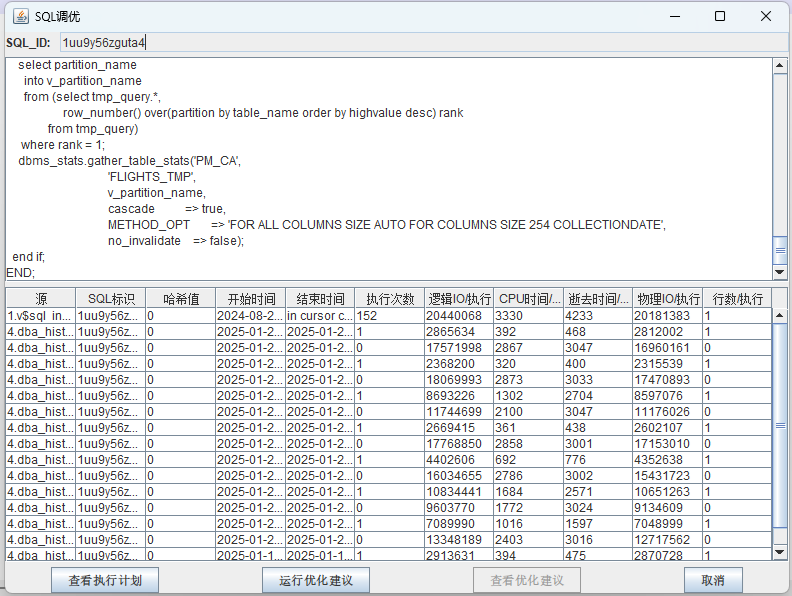 SQL调优
SQL_ID: 1uu9y56zguta4
select partition_name
into v_partition_name
from (select tmp_query.*,
row_number() over(partition by table_name order by highvalue desc) rank
from tmp_query)
where rank = 1;
dbms_stats.gather_table_stats('PM_CA',
'FLIGHTS_TMP',
v_partition_name,
cascade => true,
METHOD_OPT => 'FOR ALL COLUMNS SIZE AUTO FOR COLUMNS SIZE 254 COLLECTIONDATE',
no_invalidate => false);
end if;
END;
源 SQL标识 哈希值 开始时间 结束时间 执行次数 逻辑IO/执行 CPU时间/... 逝去时间/... 物理IO/执行 行数/执行
1.v$sql in... 1uu9y56z... 0 2024-08-2... in cursor c... 152 20440068 3330 4233 20181383 1
4.dba_hist... 1uu9y56z... 0 2025-01-2... 2025-01-2... 1 2865634 392 468 2812002 1
4.dba_hist... 1uu9y56z... 0 2025-01-2... 2025-01-2... 0 17571998 2867 3047 16960161 0
4.dba_hist... 1uu9y56z... 0 2025-01-2... 2025-01-2... 1 2368200 320 400 2315539 1
4.dba_hist... 1uu9y56z... 0 2025-01-2... 2025-01-2... 0 18069993 2873 3033 17470893 0
4.dba_hist... 1uu9y56z... 0 2025-01-2... 2025-01-2... 1 8693226 1302 2704 8597076 1
4.dba_hist... 1uu9y56z... 0 2025-01-2... 2025-01-2... 0 11744699 2100 3047 11176026 0
4.dba_hist... 1uu9y56z... 0 2025-01-2... 2025-01-2... 1 2669415 361 438 2602107 1
4.dba_hist... 1uu9y56z... 0 2025-01-2... 2025-01-2... 0 17768850 2858 3001 17153010 0
4.dba_hist... 1uu9y56z... 0 2025-01-2... 2025-01-2... 1 4402606 692 776 4352638 1
4.dba_hist... 1uu9y56z... 0 2025-01-2... 2025-01-2... 0 16034655 2786 3002 15431723 0
4.dba_hist... 1uu9y56z... 0 2025-01-2... 2025-01-2... 1 10834441 1684 2571 10651263 1
4.dba_hist... 1uu9y56z... 0 2025-01-2... 2025-01-2... 0 9603770 1772 3024 9134609 0
4.dba_hist... 1uu9y56z... 0 2025-01-2... 2025-01-2... 1 7089990 1016 1597 7048999 1
4.dba_hist... 1uu9y56z... 0 2025-01-2... 2025-01-2... 0 13348189 2403 3016 12717562 0
4.dba_hist... 1uu9y56z... 0 2025-01-1... 2025-01-1... 1 2913631 394 475 2870728 1
查看执行计划 运行优化建议 查看优化建议 取消